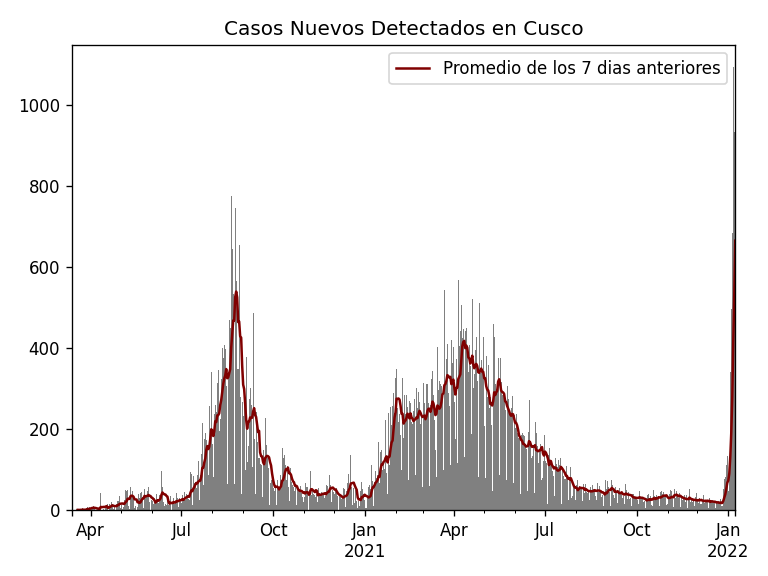 Casos Nuevos Detectados en Cusco
Promedio de los 7 dias anteriores
1000
800
600
400
200
0
Apr Jul Oct Jan Apr Jul Oct Jan
2021 2022